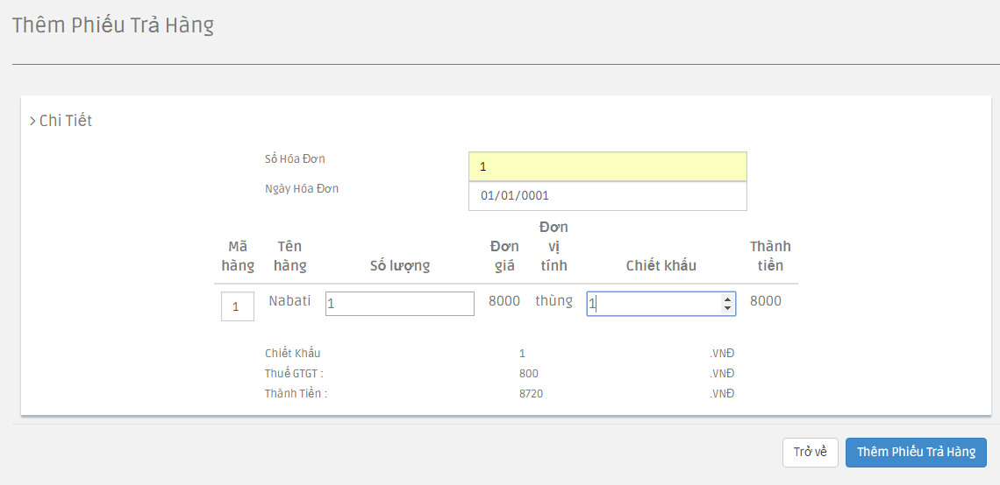 Thêm Phiếu Trả Hàng
> Chi Tiết
Số Hóa Đơn 1
Ngày Hóa Đơn 01/01/0001
Mã hàng Tên hàng Số lượng Đơn giá Đơn vị tính Chiết khấu Thành tiền
1 Nabati 1 8000 thùng 1 8000
Chiết Khấu 1 .VNĐ
Thuế GTGT : 800 .VNĐ
Thành Tiền : 8720 .VNĐ
Trở về Thêm Phiếu Trả Hàng